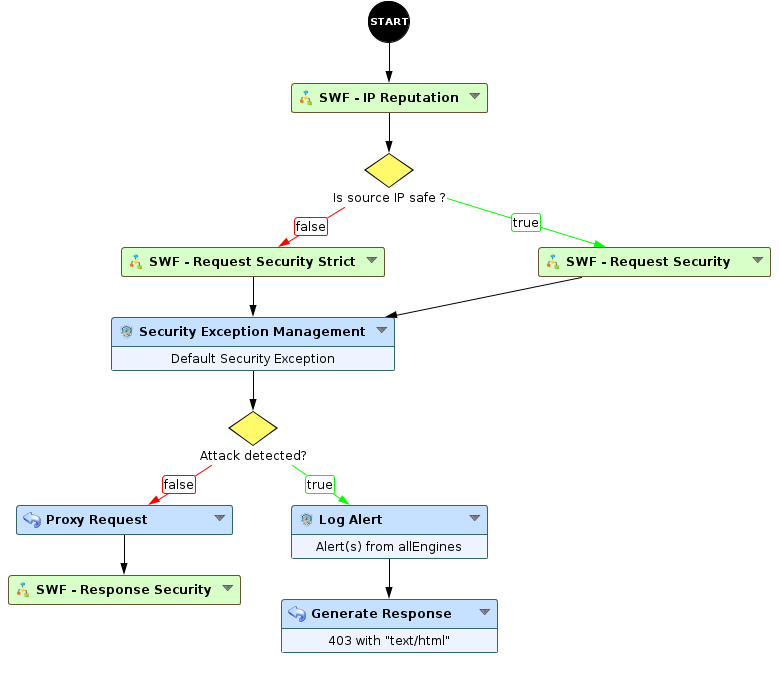 START
SWF - IP Reputation
Is source IP safe ?
false
true
SWF - Request Security Strict
SWF - Request Security
Security Exception Management
Default Security Exception
Attack detected?
false
true
Proxy Request
Log Alert
Alert(s) from allEngines
SWF - Response Security
Generate Response
403 with "text/html"